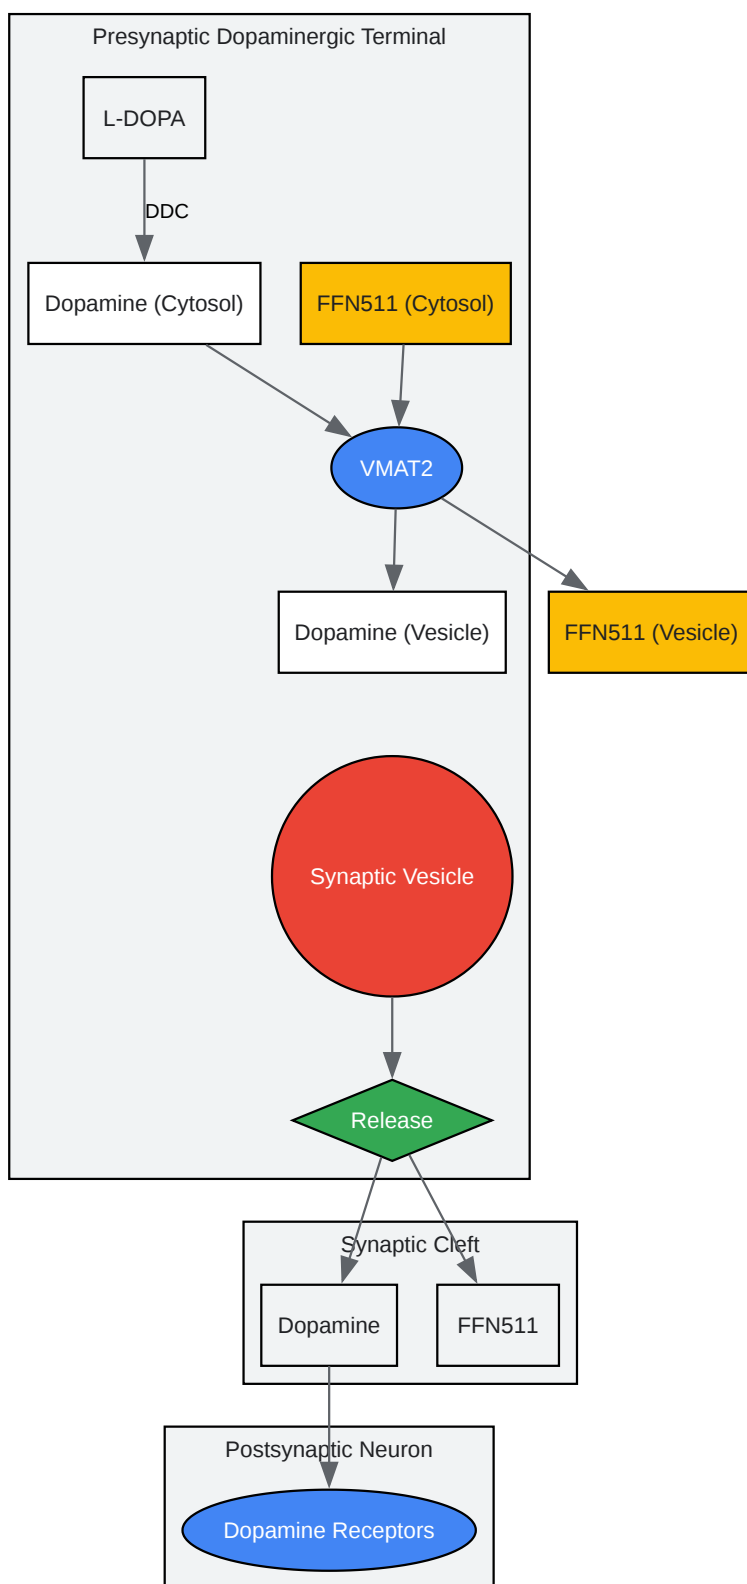 Presynaptic Dopaminergic Terminal
L-DOPA
DDC
Dopamine (Cytosol)
FFN511 (Cytosol)
VMAT2
Dopamine (Vesicle)
FFN511 (Vesicle)
Synaptic Vesicle
Release
Synaptic Cleft
Dopamine
FFN511
Postsynaptic Neuron
Dopamine Receptors